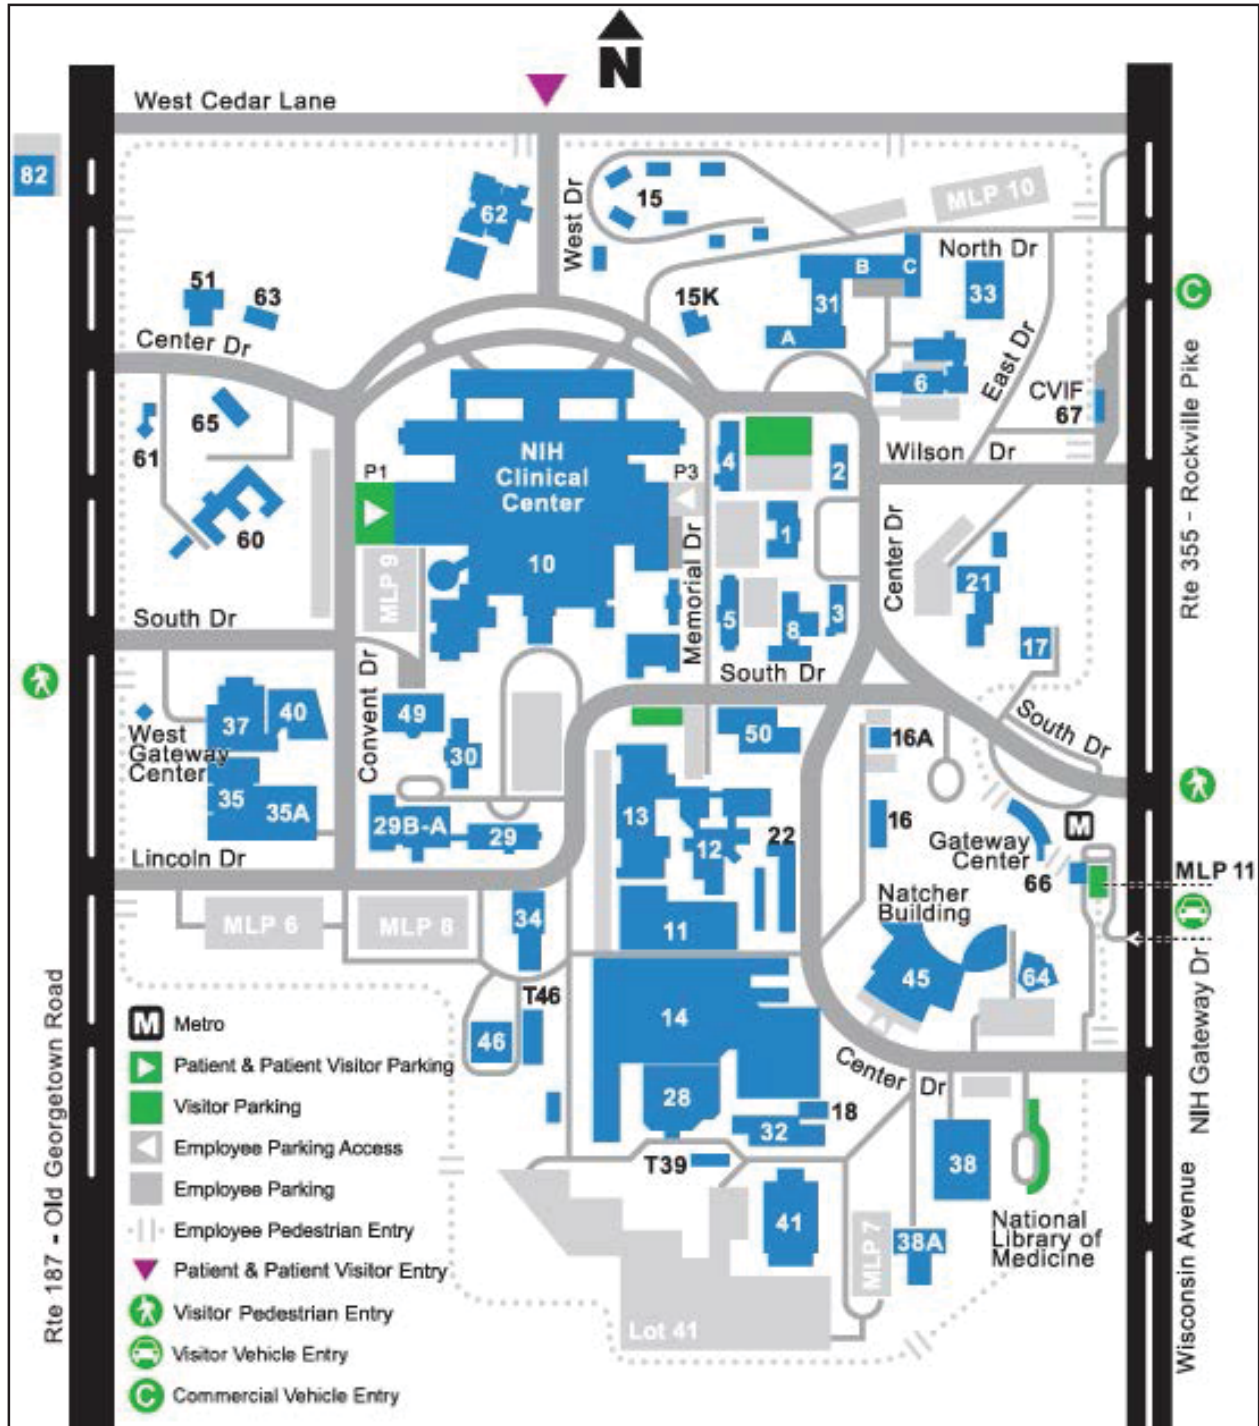 N
West Cedar Lane
82
62
West Dr
15
MLP 10
North Dr
B
C
31
33
A
51
63
15K
Center Dr
East Dr
6
CVIF
67
C
Rte 355 - Rockville Pike
65
61
60
NIH
Clinical
Center
10
P1
P3
4
2
Wilson Dr
1
MLP 9
Memorial Dr
Center Dr
5
8
3
21
17
South Dr
South Dr
South Dr
37
40
West
Gateway
Center
Convent Dr
49
30
50
16A
35
35A
29B-A
29
13
12
22
16
M
Gateway
Center
66
MLP 11
Lincoln Dr
Natcher
Building
MLP 6
MLP 8
34
11
45
64
T46
46
14
Center Dr
28
18
32
T39
38
41
MLP 7
38A
National
Library of
Medicine
Lot 41
NIH Gateway Dr
Wisconsin Avenue
Rte 187 - Old Georgetown Road
M Metro
Patient & Patient Visitor Parking
Visitor Parking
Employee Parking Access
Employee Parking
Employee Pedestrian Entry
Patient & Patient Visitor Entry
Visitor Pedestrian Entry
Visitor Vehicle Entry
C Commercial Vehicle Entry